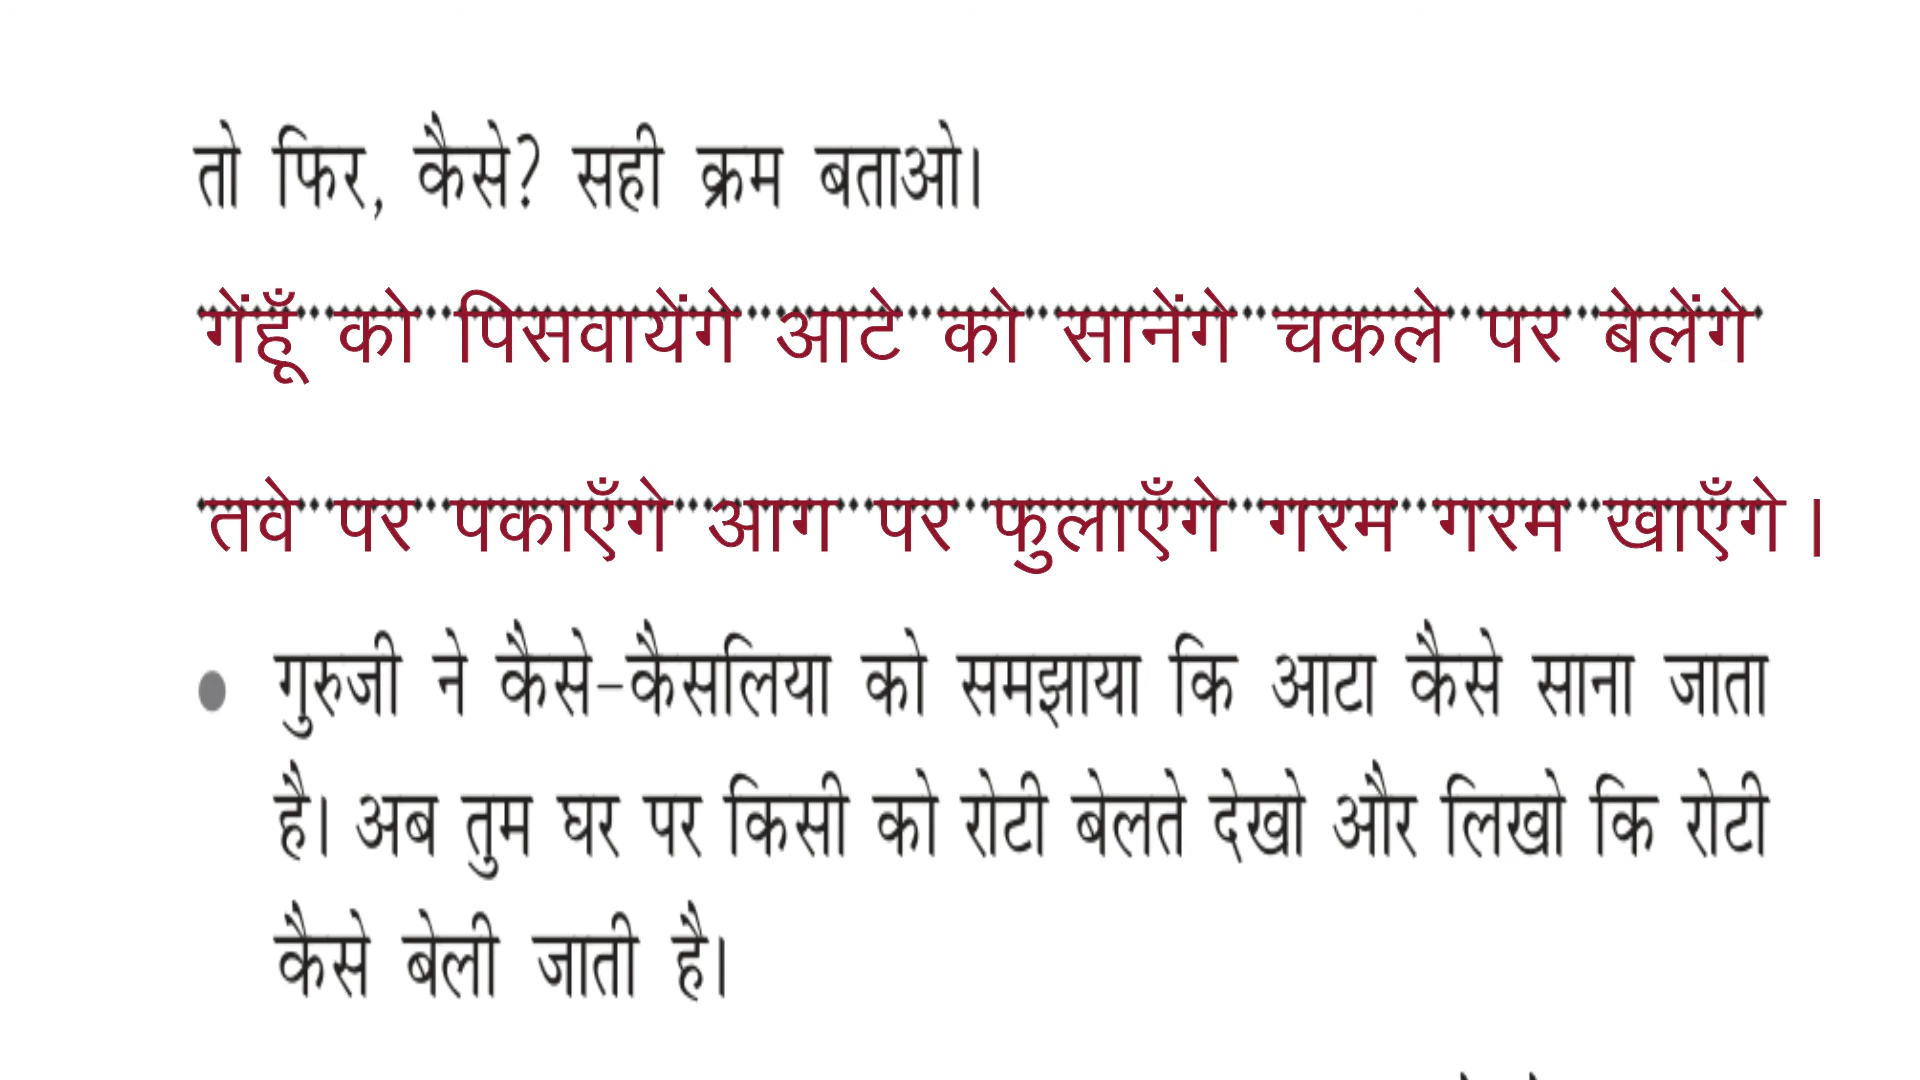 तो फिर, कैसे? सही क्रम बताओ।
गेंहूँ को पिसवायेंगे आटे को सानेंगे चकले पर बेलेंगे
तवे पर पकाएँगे आग पर फुलाएँगे गरम गरम खाएँगे ।
● गुरुजी ने कैसे-कैसलिया को समझाया कि आटा कैसे साना जाता
है। अब तुम घर पर किसी को रोटी बेलते देखो और लिखो कि रोटी
कैसे बेली जाती है।